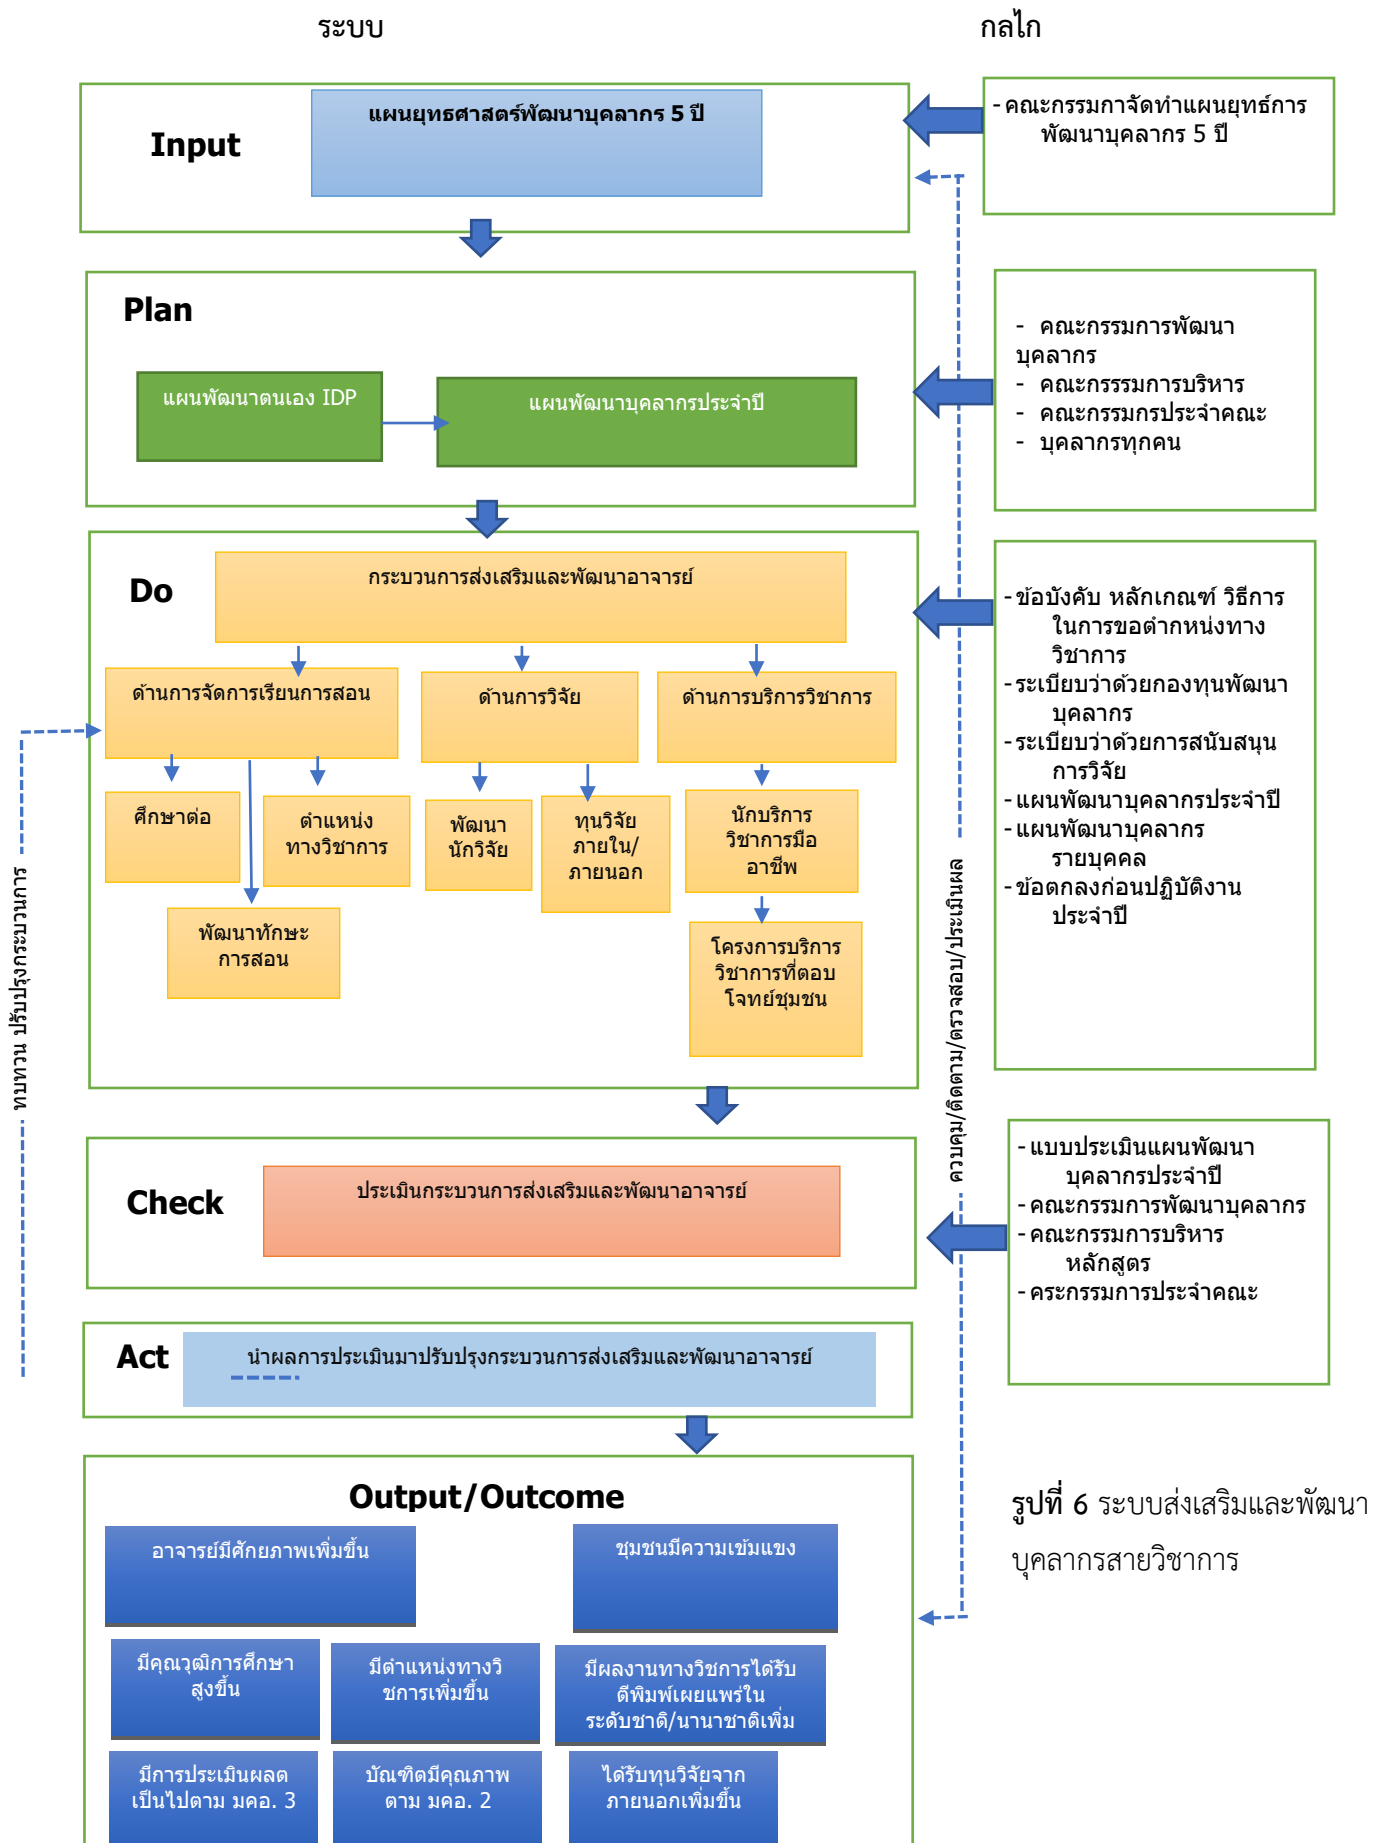 ระบบ
กลไก
Input
แผนยุทธศาสตร์พัฒนาบุคลากร 5 ปี
-คณะกรรมกาจัดทำแผนยุทธ์การ
พัฒนาบุคลากร 5 ปี
Plan
แผนพัฒนาตนเอง IDP
แผนพัฒนาบุคลากรประจำปี
- คณะกรรมการพัฒนา
บุคลากร
- คณะกรรรมการบริหาร
- คณะกรรมกรประจำคณะ
- บุคลากรทุกคน
Do
กระบวนการส่งเสริมและพัฒนาอาจารย์
ด้านการจัดการเรียนการสอน
ด้านการวิจัย
ด้านการบริการวิชาการ
ศึกษาต่อ
ตำแหน่ง
ทางวิชาการ
พัฒนาทักษะ
การสอน
พัฒนา
นักวิจัย
ทุนวิจัย
ภายใน/
ภายนอก
นักบริการ
วิชาการมือ
อาชีพ
โครงการบริการ
วิชาการที่ตอบ
โจทย์ชุมชน
-ข้อบังคับ หลักเกณฑ์ วิธีการ
ในการขอตำกหน่งทาง
วิชาการ
-ระเบียบว่าด้วยกองทุนพัฒนา
บุคลากร
-ระเบียบว่าด้วยการสนับสนุน
การวิจัย
-แผนพัฒนาบุคลากรประจำปี
-แผนพัฒนาบุคลากร
รายบุคคล
-ข้อตกลงก่อนปฏิบัติงาน
ประจำปี
ทบทวน ปรับปรุงกระบวนการ
ควบคุม/ติดตาม/ตรวจสอบ/ประเมินผล
Check
ประเมินกระบวนการส่งเสริมและพัฒนาอาจารย์
-แบบประเมินแผนพัฒนา
บุคลากรประจำปี
-คณะกรรมการพัฒนาบุคลากร
-คณะกรรมการบริหาร
หลักสูตร
-คระกรรมการประจำคณะ
Act
นำผลการประเมินมาปรับปรุงกระบวนการส่งเสริมและพัฒนาอาจารย์
Output/Outcome
อาจารย์มีศักยภาพเพิ่มขึ้น
ชุมชนมีความเข้มแขง
มีคุณวุฒิการศึกษา
สูงขึ้น
มีตำแหน่งทางวิ
ชการเพิ่มขึ้น
มีผลงานทางวิชการได้รับ
ตีพิมพ์เผยแพร่ใน
ระดับชาติ/นานาชาติเพิ่ม
มีการประเมินผลต
เป็นไปตาม มคอ. 3
บัณฑิตมีคุณภาพ
ตาม มคอ. 2
ได้รับทุนวิจัยจาก
ภายนอกเพิ่มขึ้น
รูปที่ 6 ระบบส่งเสริมและพัฒนา
บุคลากรสายวิชาการ